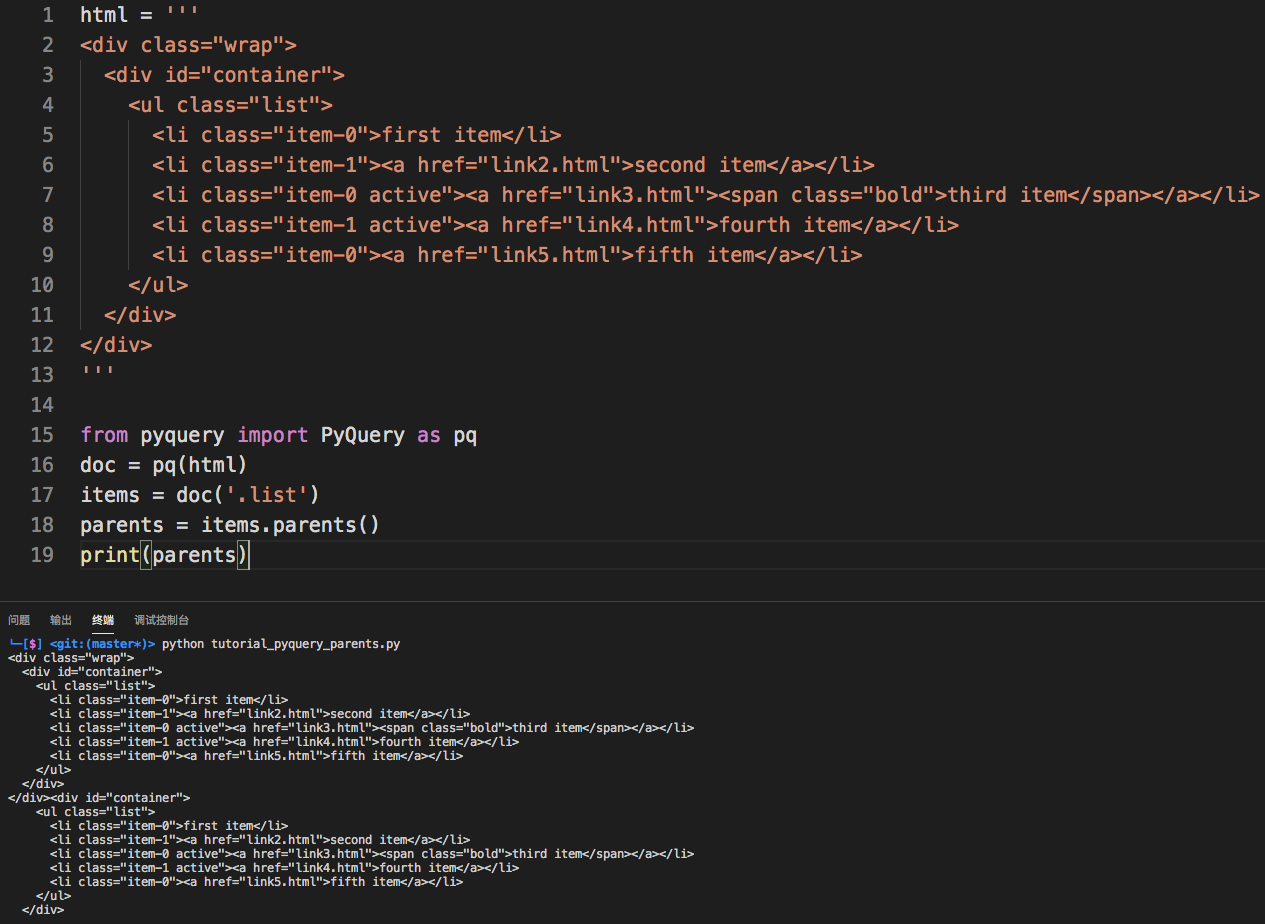 1 html = '''
2 <div class="wrap">
3   <div id="container">
4     <ul class="list">
5       <li class="item-0">first item</li>
6       <li class="item-1"><a href="link2.html">second item</a></li>
7       <li class="item-0 active"><a href="link3.html"><span class="bold">third item</span></a></li>
8       <li class="item-1 active"><a href="link4.html">fourth item</a></li>
9       <li class="item-0"><a href="link5.html">fifth item</a></li>
10     </ul>
11   </div>
12 </div>
13 '''
14
15 from pyquery import PyQuery as pq
16 doc = pq(html)
17 items = doc('.list')
18 parents = items.parents()
19 print(parents)
问题 输出 终端 调试控制台
└─[$] <git:(master*)> python tutorial_pyquery_parents.py
<div class="wrap">
  <div id="container">
    <ul class="list">
      <li class="item-0">first item</li>
      <li class="item-1"><a href="link2.html">second item</a></li>
      <li class="item-0 active"><a href="link3.html"><span class="bold">third item</span></a></li>
      <li class="item-1 active"><a href="link4.html">fourth item</a></li>
      <li class="item-0"><a href="link5.html">fifth item</a></li>
    </ul>
  </div>
</div><div id="container">
    <ul class="list">
      <li class="item-0">first item</li>
      <li class="item-1"><a href="link2.html">second item</a></li>
      <li class="item-0 active"><a href="link3.html"><span class="bold">third item</span></a></li>
      <li class="item-1 active"><a href="link4.html">fourth item</a></li>
      <li class="item-0"><a href="link5.html">fifth item</a></li>
    </ul>
  </div>